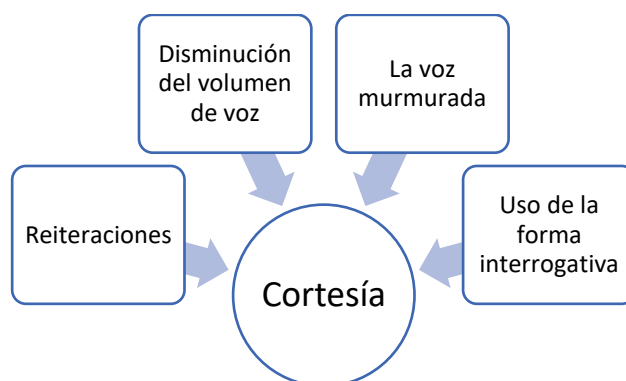 Disminución
del volumen
de voz
La voz
murmurada
Reiteraciones
Uso de la
forma
interrogativa
Cortesía